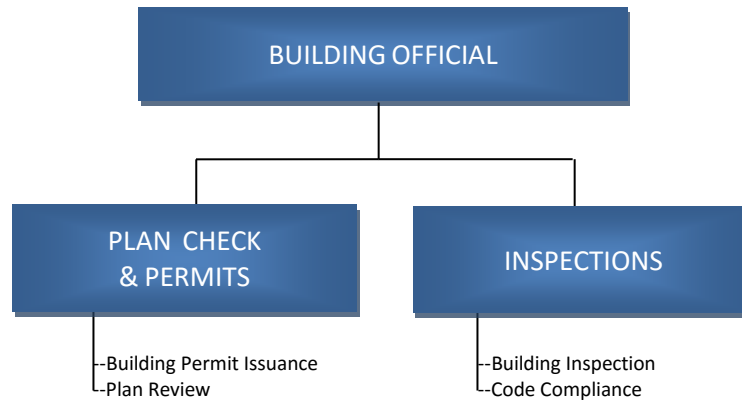 BUILDING OFFICIAL
PLAN CHECK
& PERMITS
INSPECTIONS
--Building Permit Issuance
--Plan Review
--Building Inspection
--Code Compliance